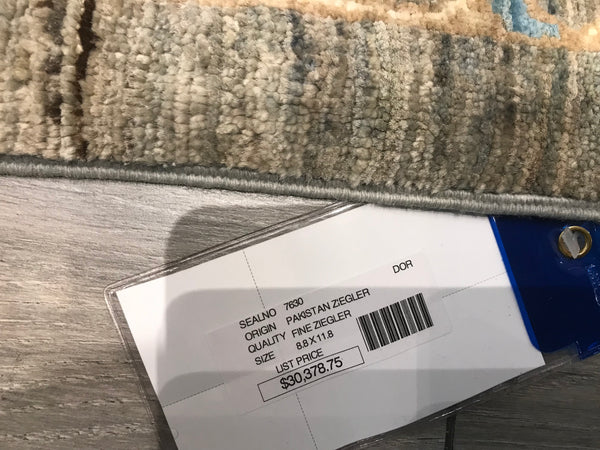 DOR
SEALNO 7630
ORIGIN PAKISTAN ZIEGLER
QUALITY FINE ZIEGLER
SIZE 8.8 X 11.8
LIST PRICE
$30,378.75